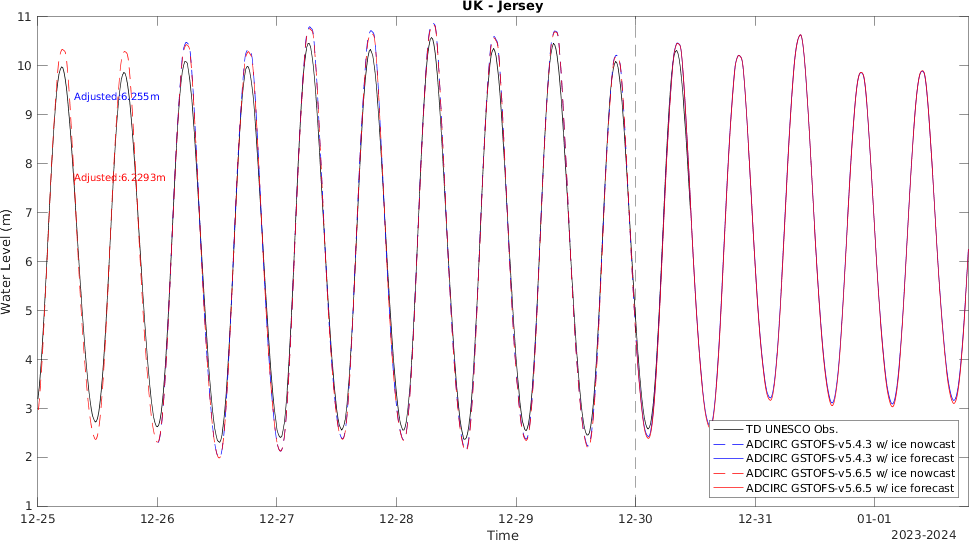 UK - Jersey
11
10
9
8
7
6
5
4
3
2
1
Water Level (m)
Adjusted:6.255m
Adjusted:6.2293m
TD UNESCO Obs.
ADCIRC GSTOFS-v5.4.3 w/ ice nowcast
ADCIRC GSTOFS-v5.4.3 w/ ice forecast
ADCIRC GSTOFS-v5.6.5 w/ ice nowcast
ADCIRC GSTOFS-v5.6.5 w/ ice forecast
12-25 12-26 12-27 12-28 12-29 12-30 12-31 01-01
Time
2023-2024